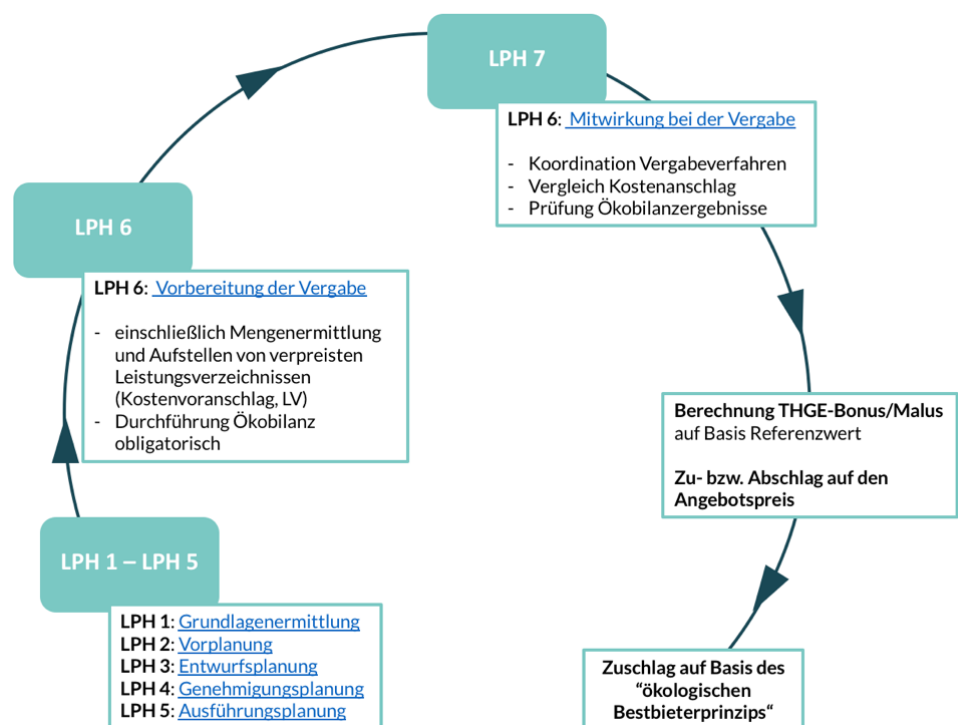 LPH 7
LPH 6: Mitwirkung bei der Vergabe
- Koordination Vergabeverfahren
- Vergleich Kostenanschlag
- Prüfung Ökobilanzergebnisse
LPH 6
LPH 6: Vorbereitung der Vergabe
- einschließlich Mengenermittlung
und Aufstellen von verpreisten
Leistungsverzeichnissen
(Kostenvoranschlag, LV)
- Durchführung Ökobilanz
obligatorisch
Berechnung THGE-Bonus/Malus
auf Basis Referenzwert
Zu- bzw. Abschlag auf den
Angebotspreis
LPH 1 – LPH 5
LPH 1: Grundlagenermittlung
LPH 2: Vorplanung
LPH 3: Entwurfsplanung
LPH 4: Genehmigungsplanung
LPH 5: Ausführungsplanung
Zuschlag auf Basis des
“ökologischen
Bestbieterprinzips“